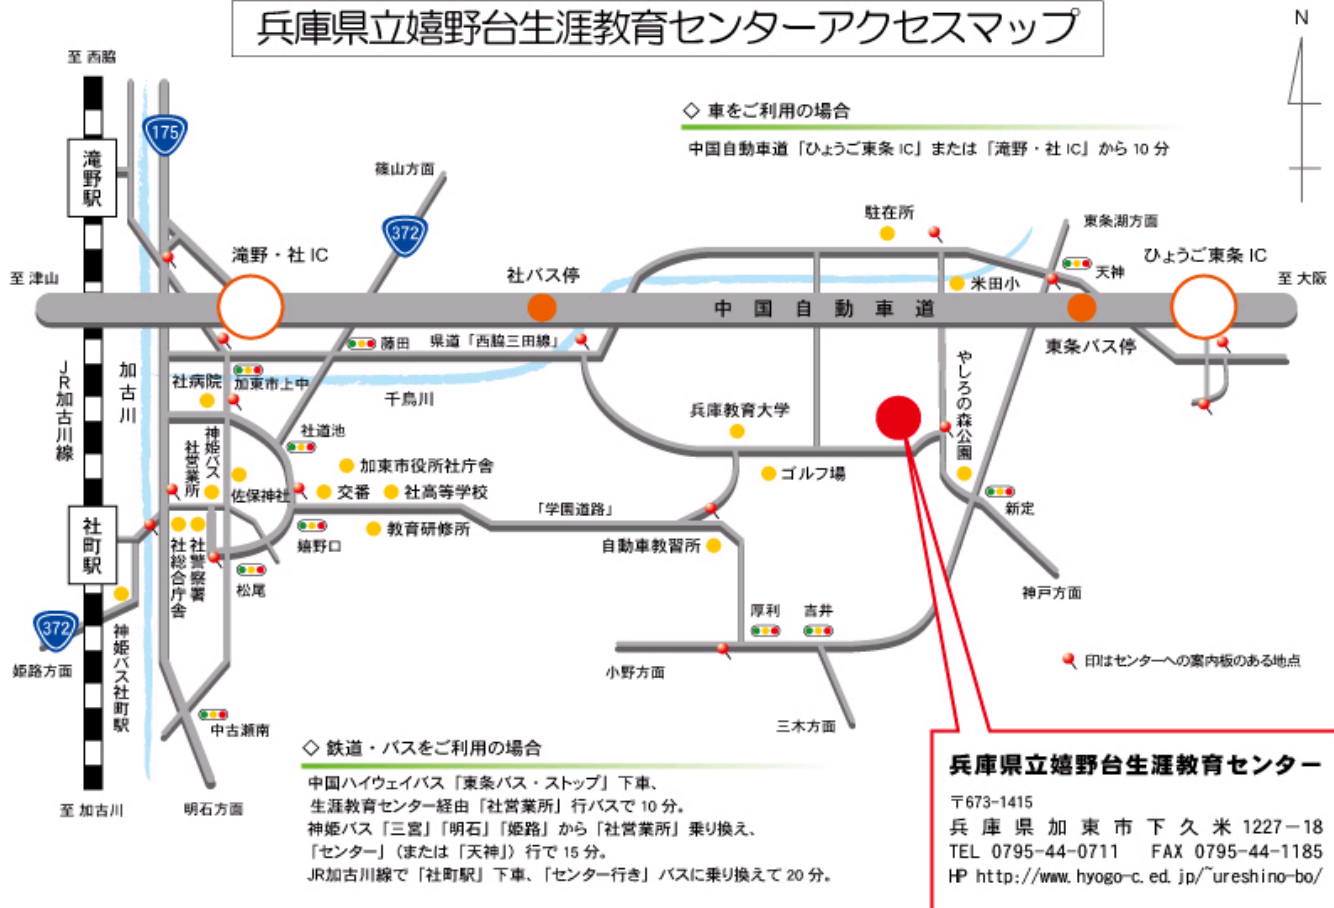 兵庫県立嬉野台生涯教育センターアクセスマップ
N
至 西脇
175
◇ 車をご利用の場合
中国自動車道「ひょうご東条 IC」または「滝野・社 IC」から 10 分
滝野駅
篠山方面
372
駐在所
東条湖方面
滝野・社 IC
社バス停
天神
ひょうご東条 IC
至 津山
米田小
至 大阪
中国自動車道
藤田
県道「西脇三田線」
東条バス停
JR加古川線
加古川
社病院
加東市上中
千鳥川
やしろの森公園
兵庫教育大学
神姫バス
社営業所
社道池
加東市役所社庁舎
ゴルフ場
佐保神社
交番
社高等学校
「学園道路」
新定
社町駅
教育研修所
嬉野口
自動車教習所
社総合庁舎
社警察署
松尾
神戸方面
372
厚利
吉井
神姫バス社町駅
姫路方面
小野方面
印はセンターへの案内板のある地点
中古瀬南
三木方面
◇ 鉄道・バスをご利用の場合
中国ハイウェイバス「東条バス・ストップ」下車、
生涯教育センター経由「社営業所」行バスで 10 分。
神姫バス「三宮」「明石」「姫路」から「社営業所」乗り換え、
「センター」(または「天神」) 行で 15 分。
JR加古川線で「社町駅」下車、「センター行き」バスに乗り換えて 20 分。
至 加古川
明石方面
兵庫県立嬉野台生涯教育センター
〒673-1415
兵庫県加東市下久米 1227－18
TEL 0795-44-0711 FAX 0795-44-1185
HP http://www.hyogo-c.ed.jp/~ureshino-bo/